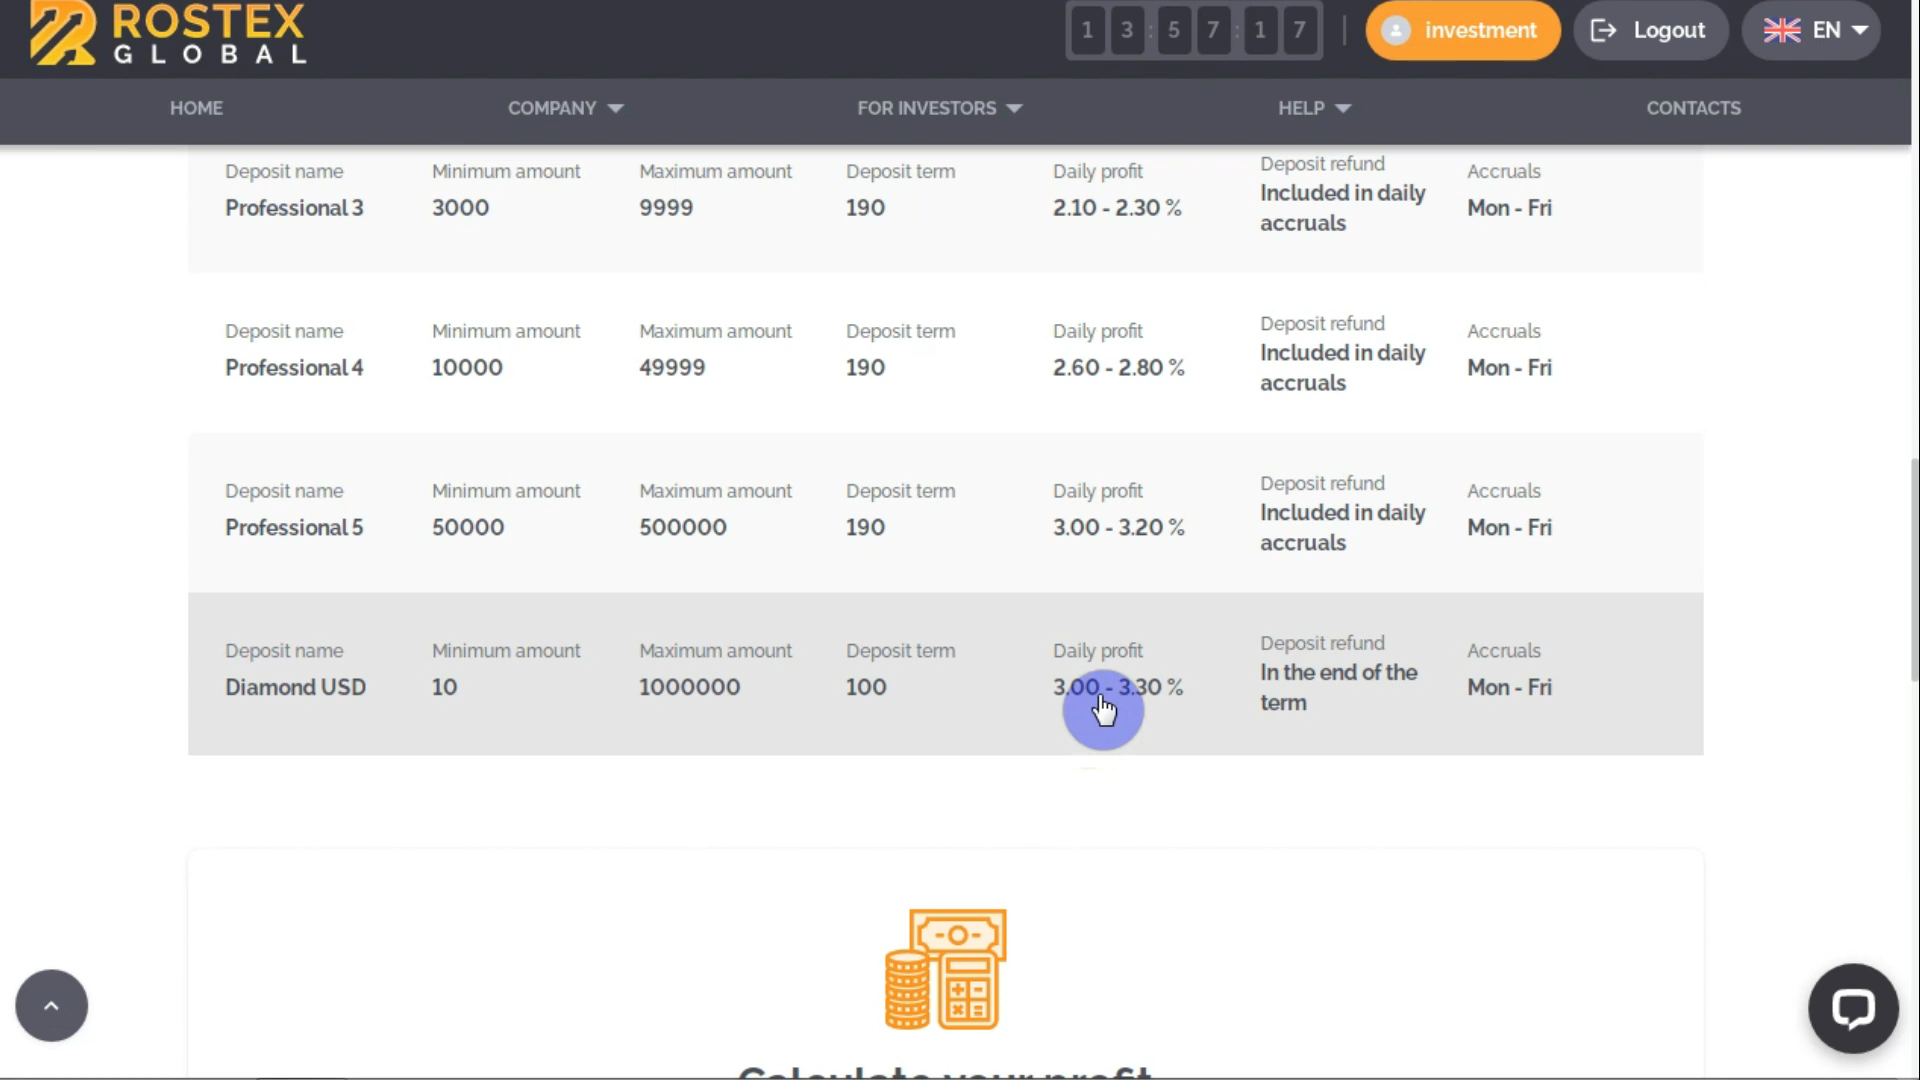 ROSTEX
GLOBAL
1 3 : 5 7 : 1 7
investment
Logout
EN
HOME
COMPANY
FOR INVESTORS
HELP
CONTACTS
Deposit name Minimum amount Maximum amount Deposit term Daily profit Deposit refund Accruals
Professional 3 3000 9999 190 2.10 - 2.30 % Included in daily Mon - Fri
accruals
Deposit name Minimum amount Maximum amount Deposit term Daily profit Deposit refund Accruals
Professional 4 10000 49999 190 2.60 - 2.80 % Included in daily Mon - Fri
accruals
Deposit name Minimum amount Maximum amount Deposit term Daily profit Deposit refund Accruals
Professional 5 50000 500000 190 3.00 - 3.20 % Included in daily Mon - Fri
accruals
Deposit name Minimum amount Maximum amount Deposit term Daily profit Deposit refund Accruals
Diamond USD 10 1000000 100 3.00 - 3.30 % In the end of the Mon - Fri
term
Calculate your profit